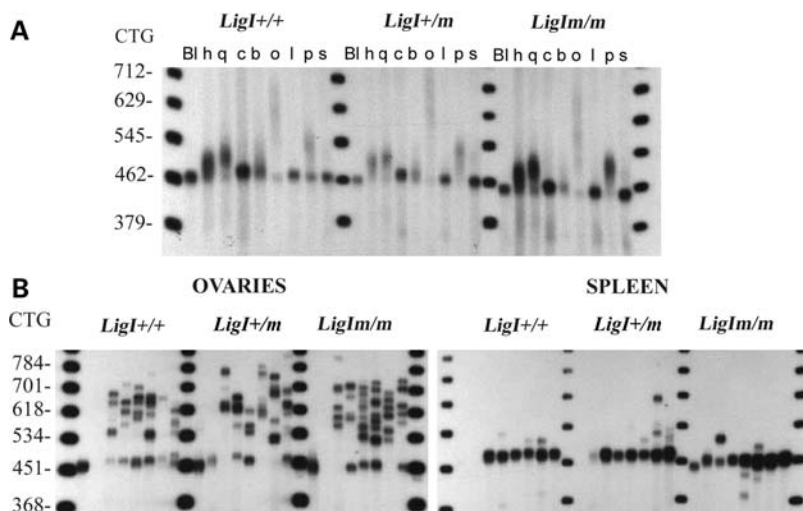 A
LigI+/+ LigI+/m LigIm/m
CTG
Bl h q c b o l p s Bl h q c b o l p s Bl h q c b o l p s
712-
629-
545-
462-
379-
B
OVARIES SPLEEN
CTG LigI+/+ LigI+/m LigIm/m LigI+/+ LigI+/m LigIm/m
784-
701-
618-
534-
451-
368-